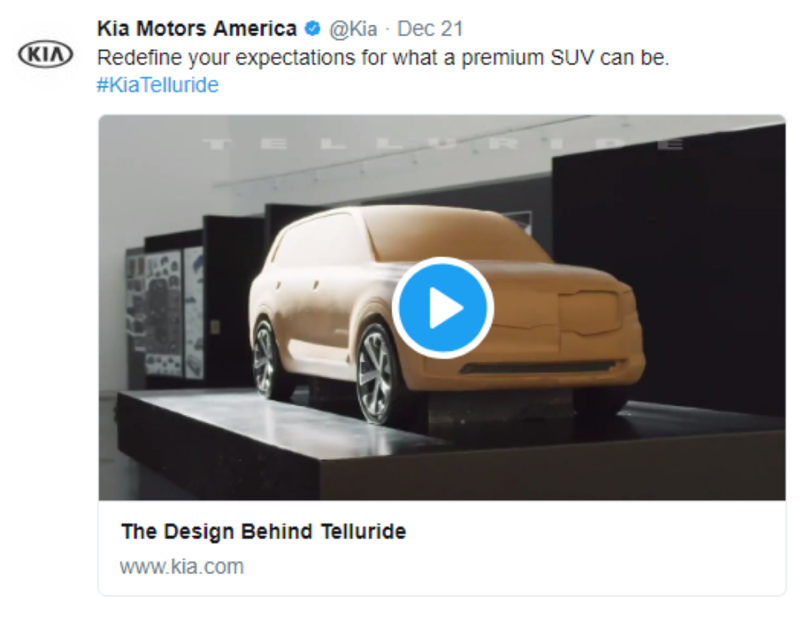 Kia Motors America @Kia · Dec 21
KIA
Redefine your expectations for what a premium SUV can be.
#KiaTelluride
TELLURIDE
The Design Behind Telluride
www.kia.com